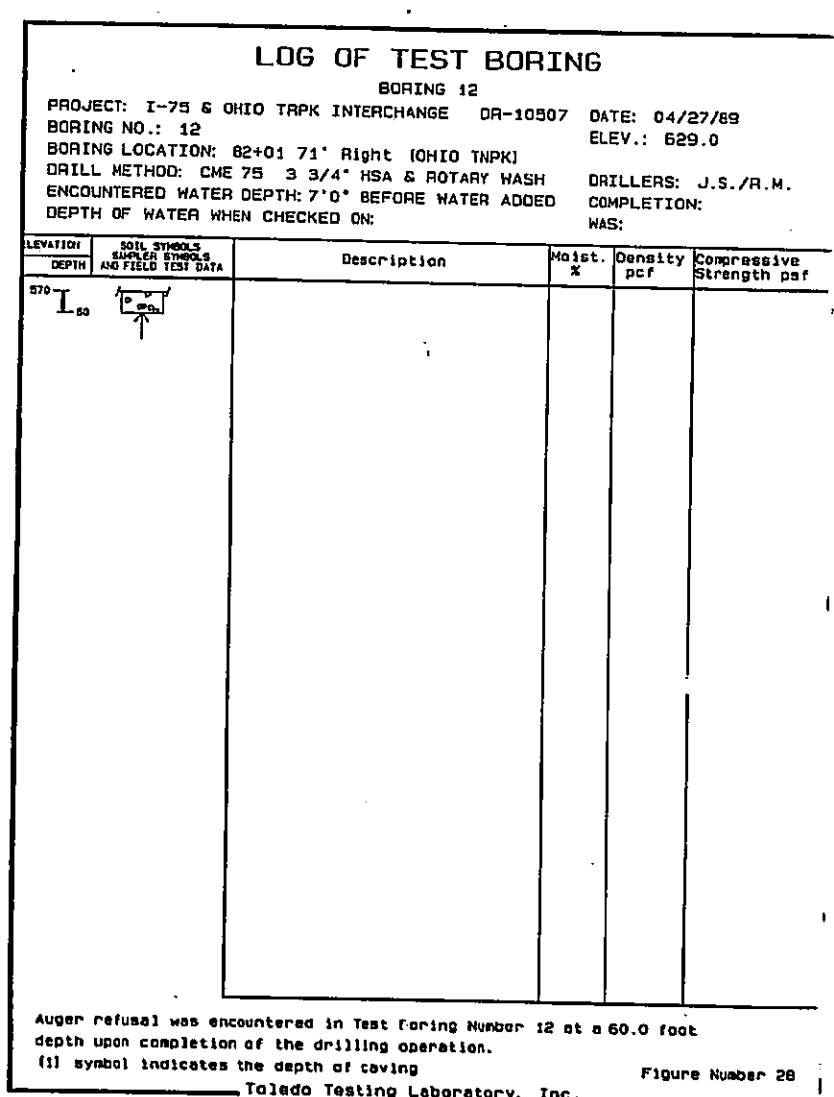 LOG OF TEST BORING
BORING 12
PROJECT: I-75 & OHIO TRPK INTERCHANGE DR-10507 DATE: 04/27/89
BORING NO.: 12 ELEV.: 629.0
BORING LOCATION: 82+01 71' Right (OHIO TNPK)
DRILL METHOD: CME 75 3 3/4" HSA & ROTARY WASH DRILLERS: J.S./R.M.
ENCOUNTERED WATER DEPTH: 7'0" BEFORE WATER ADDED COMPLETION:
DEPTH OF WATER WHEN CHECKED ON: WAS:
ELEVATION DEPTH SOIL SYMBOLS SAMPLER SYMBOLS AND FIELD TEST DATA Description Moist. % Density pcf Compressive Strength psf
570 60
Auger refusal was encountered in Test Boring Number 12 at a 60.0 foot
depth upon completion of the drilling operation.
(1) symbol indicates the depth of caving Figure Number 28
Toledo Testing Laboratory, Inc.